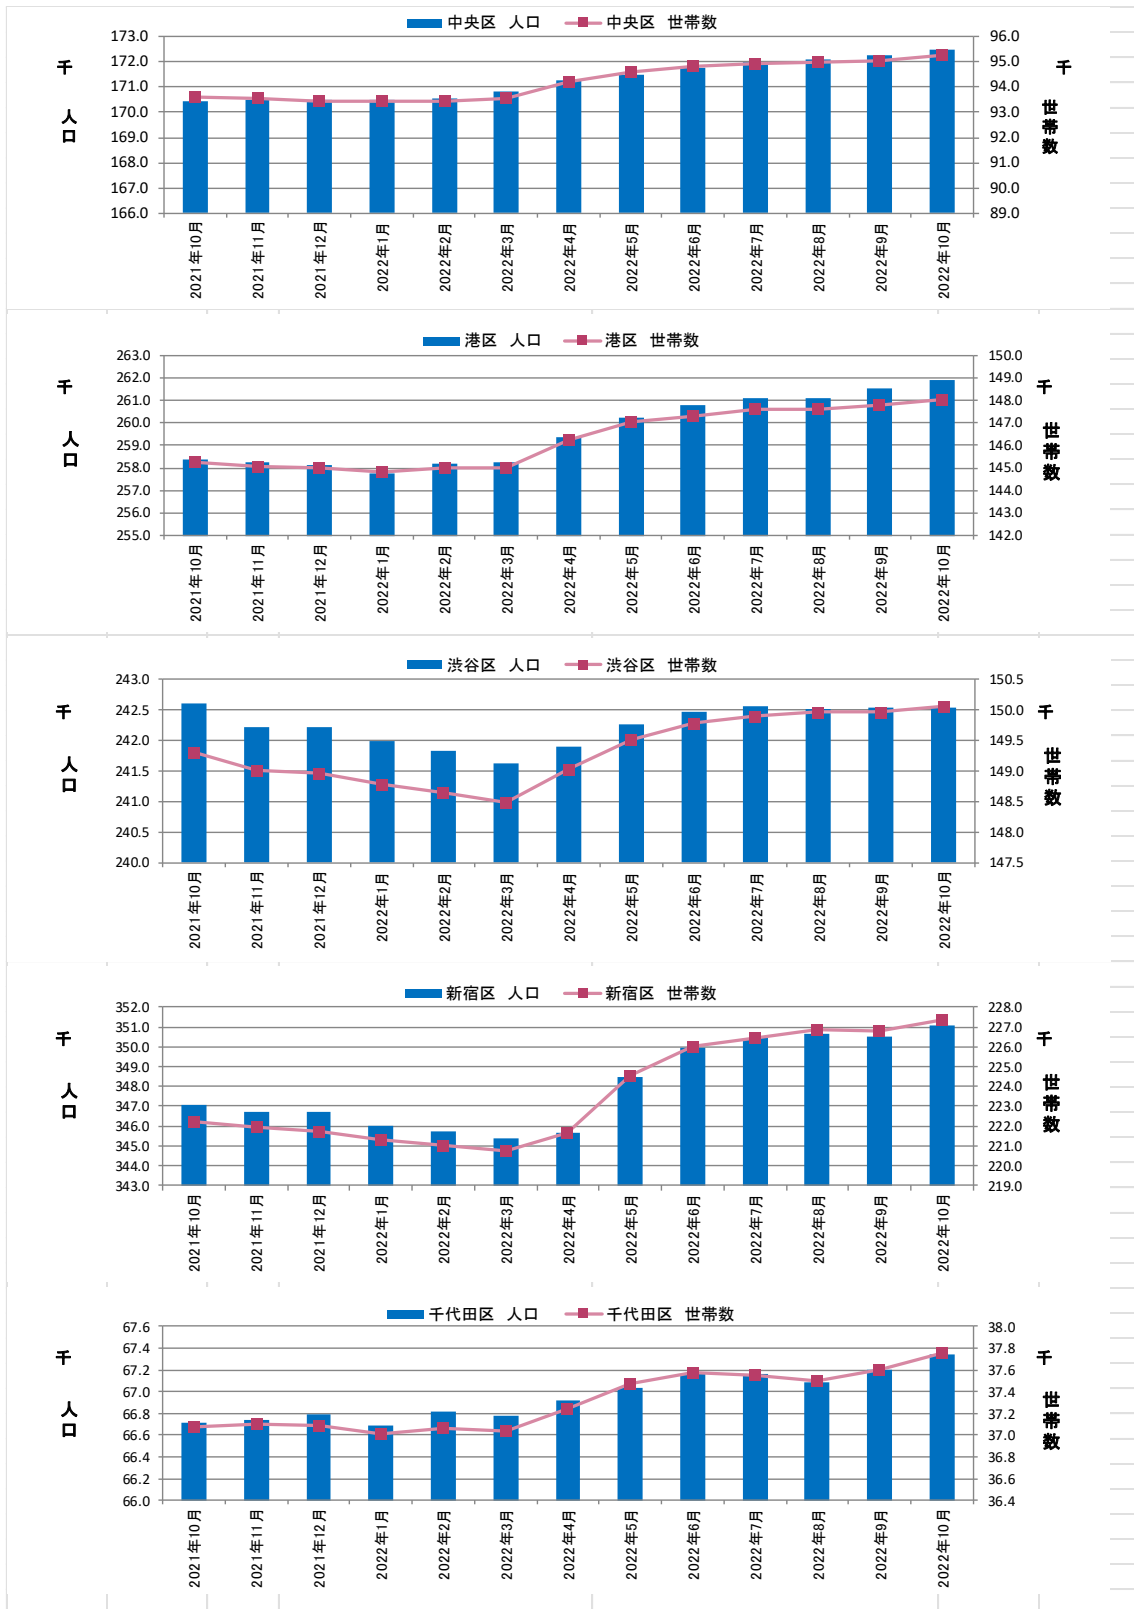 中央区 人口 中央区 世帯数
千 人口
173.0
172.0
171.0
170.0
169.0
168.0
167.0
166.0
96.0
95.0
94.0
93.0
92.0
91.0
90.0
89.0
千 世帯数
2021年10月
2021年11月
2021年12月
2022年1月
2022年2月
2022年3月
2022年4月
2022年5月
2022年6月
2022年7月
2022年8月
2022年9月
2022年10月
港区 人口 港区 世帯数
千 人口
263.0
262.0
261.0
260.0
259.0
258.0
257.0
256.0
255.0
150.0
149.0
148.0
147.0
146.0
145.0
144.0
143.0
142.0
千 世帯数
2021年10月
2021年11月
2021年12月
2022年1月
2022年2月
2022年3月
2022年4月
2022年5月
2022年6月
2022年7月
2022年8月
2022年9月
2022年10月
渋谷区 人口 渋谷区 世帯数
千 人口
243.0
242.5
242.0
241.5
241.0
240.5
240.0
150.5
150.0
149.5
149.0
148.5
148.0
147.5
千 世帯数
2021年10月
2021年11月
2021年12月
2022年1月
2022年2月
2022年3月
2022年4月
2022年5月
2022年6月
2022年7月
2022年8月
2022年9月
2022年10月
新宿区 人口 新宿区 世帯数
千 人口
352.0
351.0
350.0
349.0
348.0
347.0
346.0
345.0
344.0
343.0
228.0
227.0
226.0
225.0
224.0
223.0
222.0
221.0
220.0
219.0
千 世帯数
2021年10月
2021年11月
2021年12月
2022年1月
2022年2月
2022年3月
2022年4月
2022年5月
2022年6月
2022年7月
2022年8月
2022年9月
2022年10月
千代田区 人口 千代田区 世帯数
千 人口
67.6
67.4
67.2
67.0
66.8
66.6
66.4
66.2
66.0
38.0
37.8
37.6
37.4
37.2
37.0
36.8
36.6
36.4
千 世帯数
2021年10月
2021年11月
2021年12月
2022年1月
2022年2月
2022年3月
2022年4月
2022年5月
2022年6月
2022年7月
2022年8月
2022年9月
2022年10月